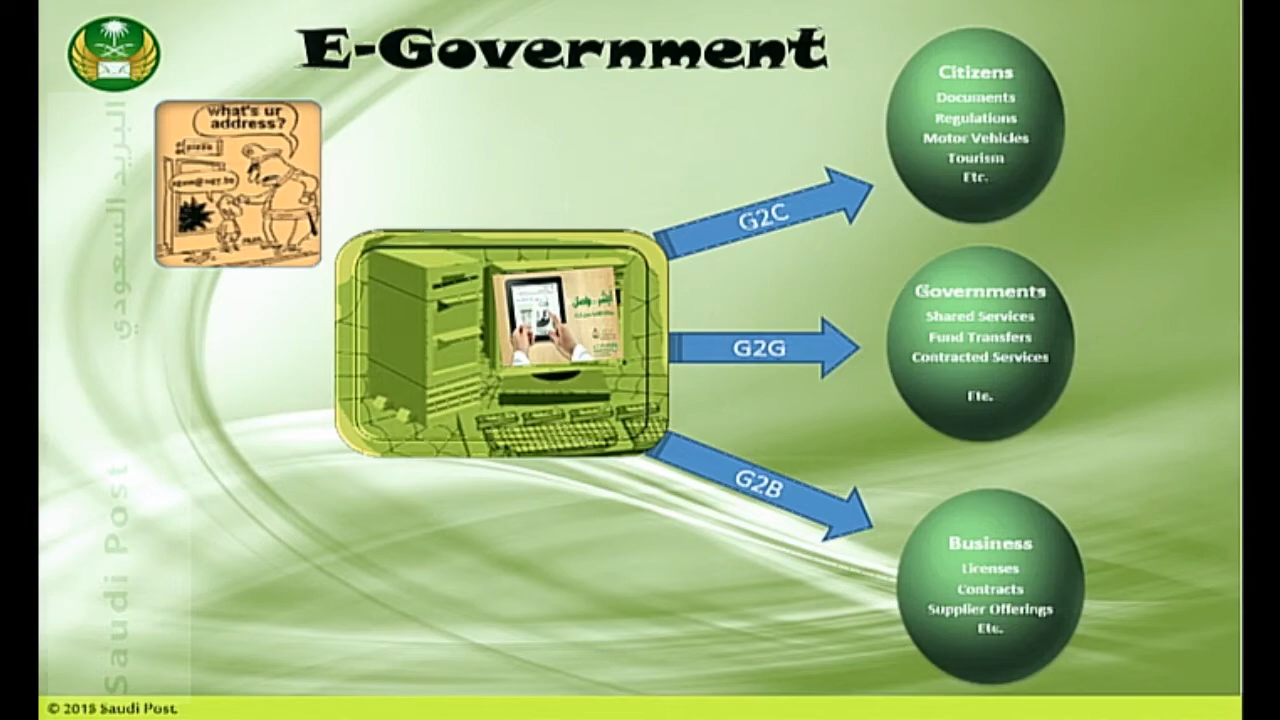 E-Government
what's ur
address?
pizza
البريد السعودي
Saudi Post
G2C
G2G
G2B
Citizens
Documents
Regulations
Motor Vehicles
Tourism
Etc.
Governments
Shared Services
Fund Transfers
Contracted Services
Etc.
Business
Licenses
Contracts
Supplier Offerings
Etc.
© 2015 Saudi Post.